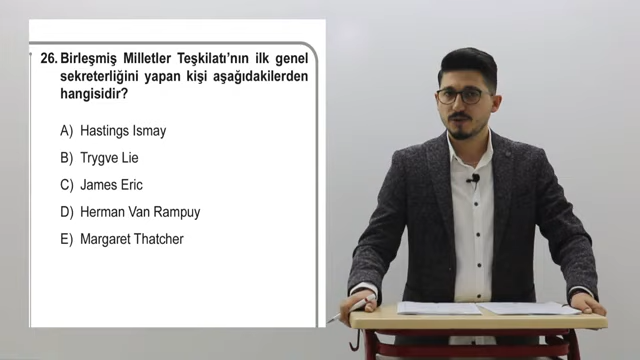 26. Birleşmiş Milletler Teşkilatı’nın ilk genel
sekreterliğini yapan kişi aşağıdakilerden
hangisidir?
A) Hastings Ismay
B) Trygve Lie
C) James Eric
D) Herman Van Rampuy
E) Margaret Thatcher